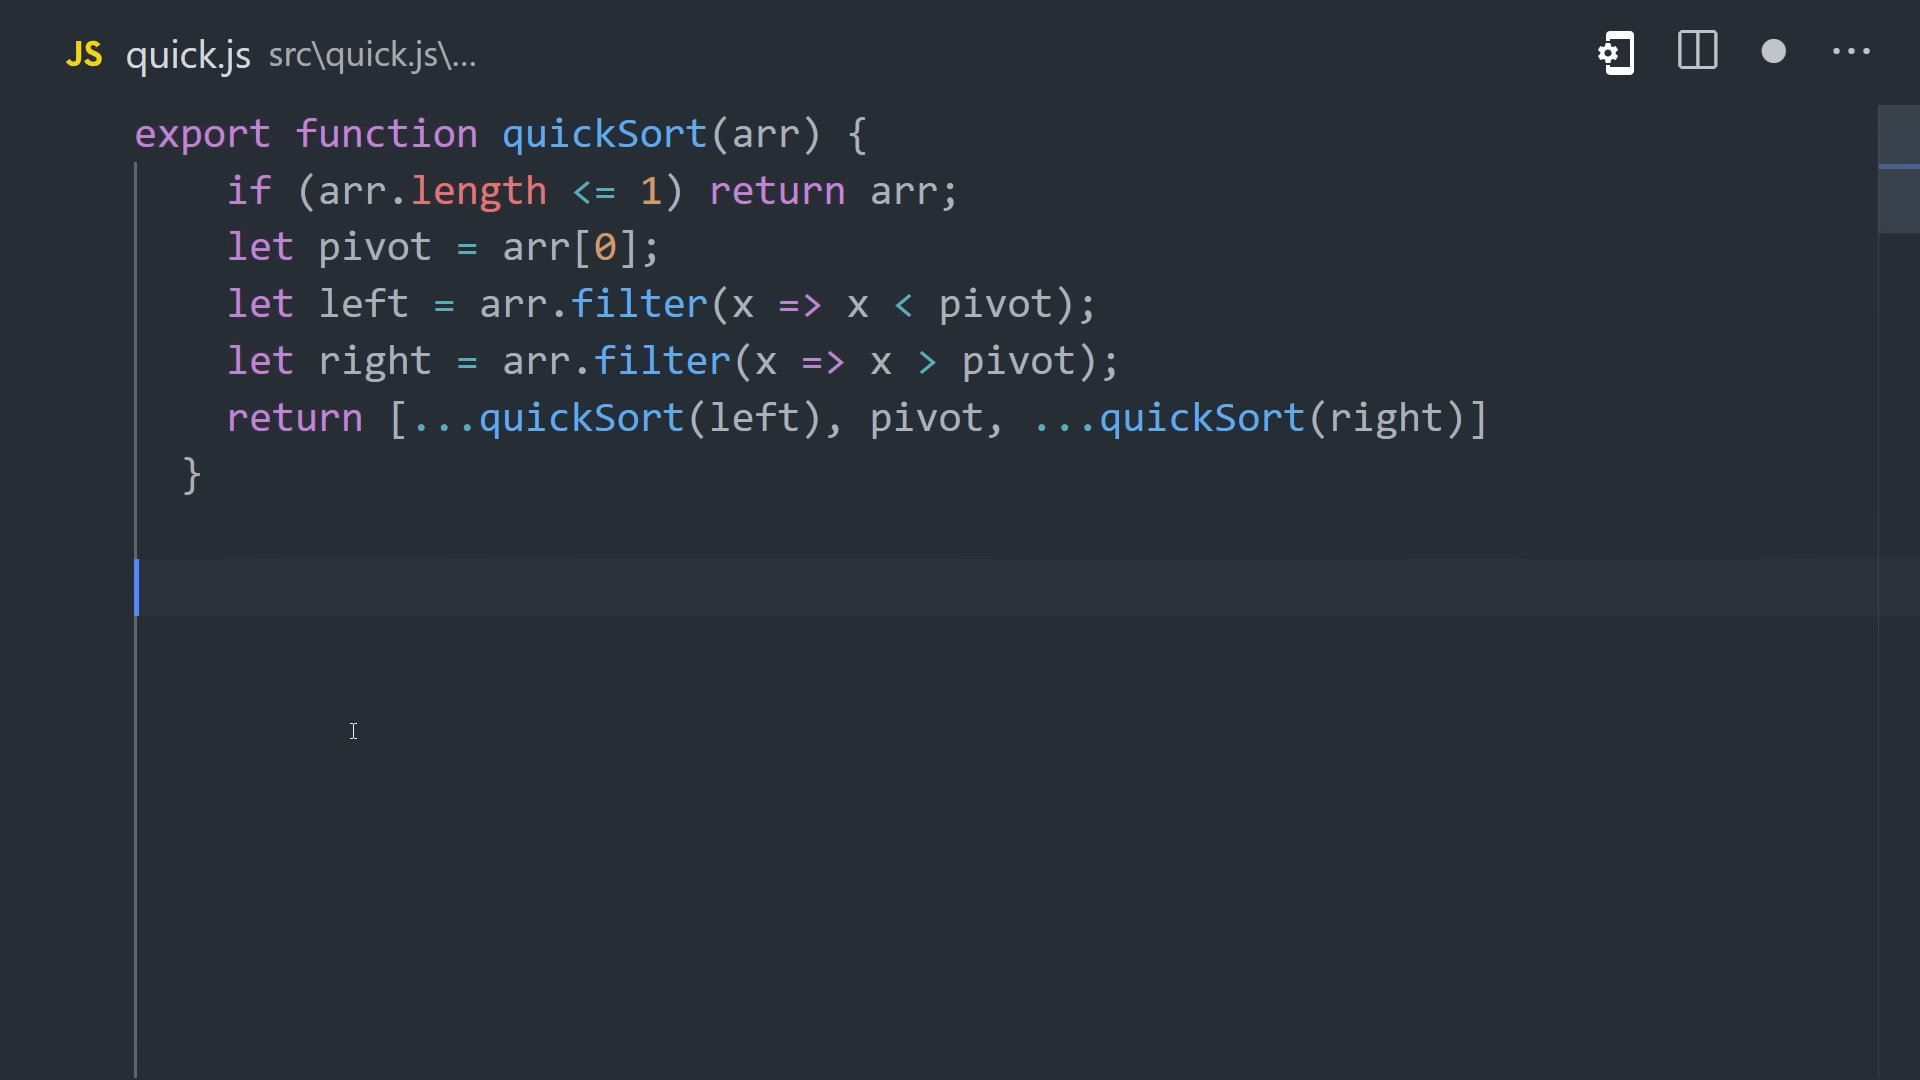 JS quick.js src\quick.js\...
export function quickSort(arr) {
if (arr.length <= 1) return arr;
let pivot = arr[0];
let left = arr.filter(x => x < pivot);
let right = arr.filter(x => x > pivot);
return [...quickSort(left), pivot, ...quickSort(right)]
}